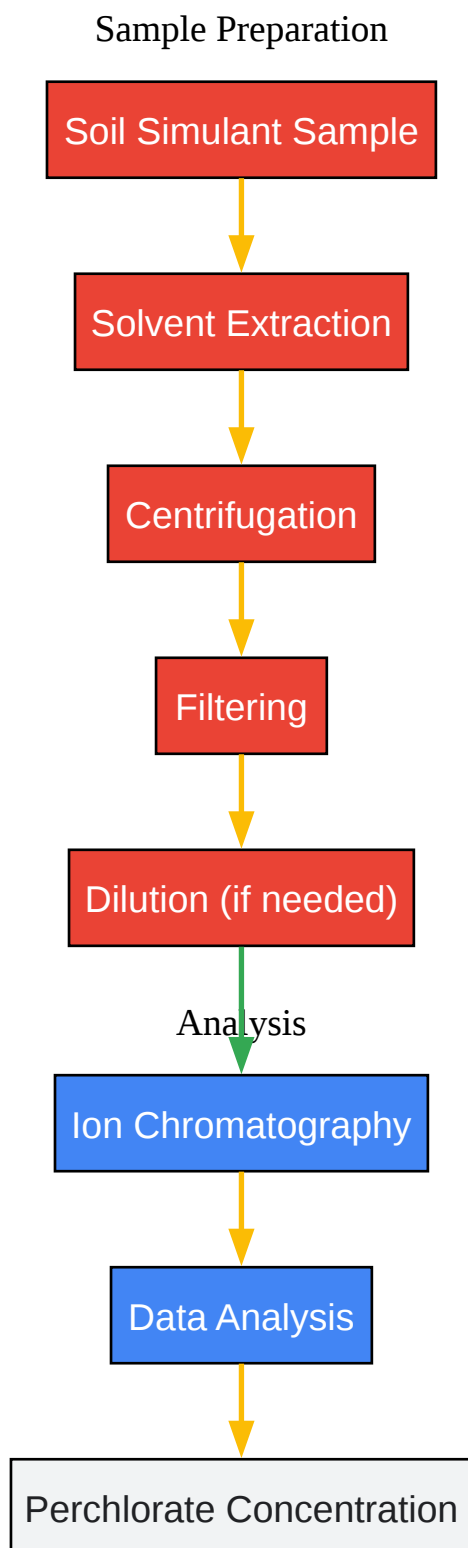 Sample Preparation
Soil Simulant Sample
Solvent Extraction
Centrifugation
Filtering
Dilution (if needed)
Analysis
Ion Chromatography
Data Analysis
Perchlorate Concentration